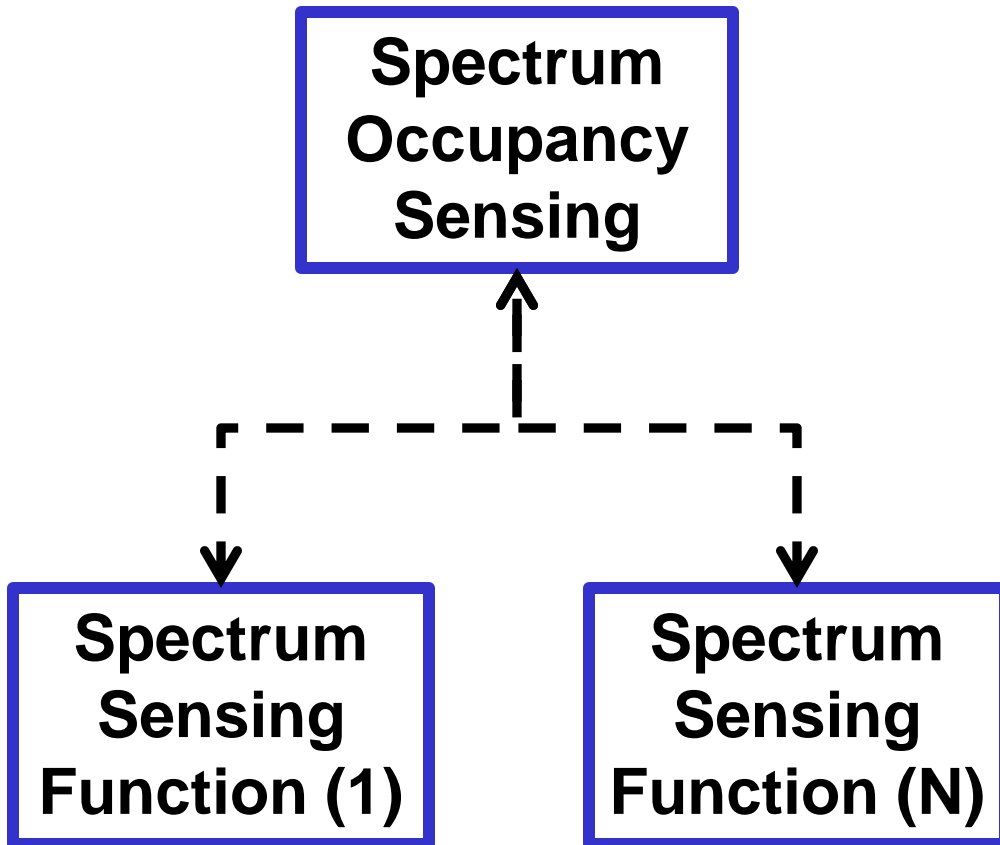 Spectrum
Occupancy
Sensing
Spectrum
Sensing
Function (1)
Spectrum
Sensing
Function (N)